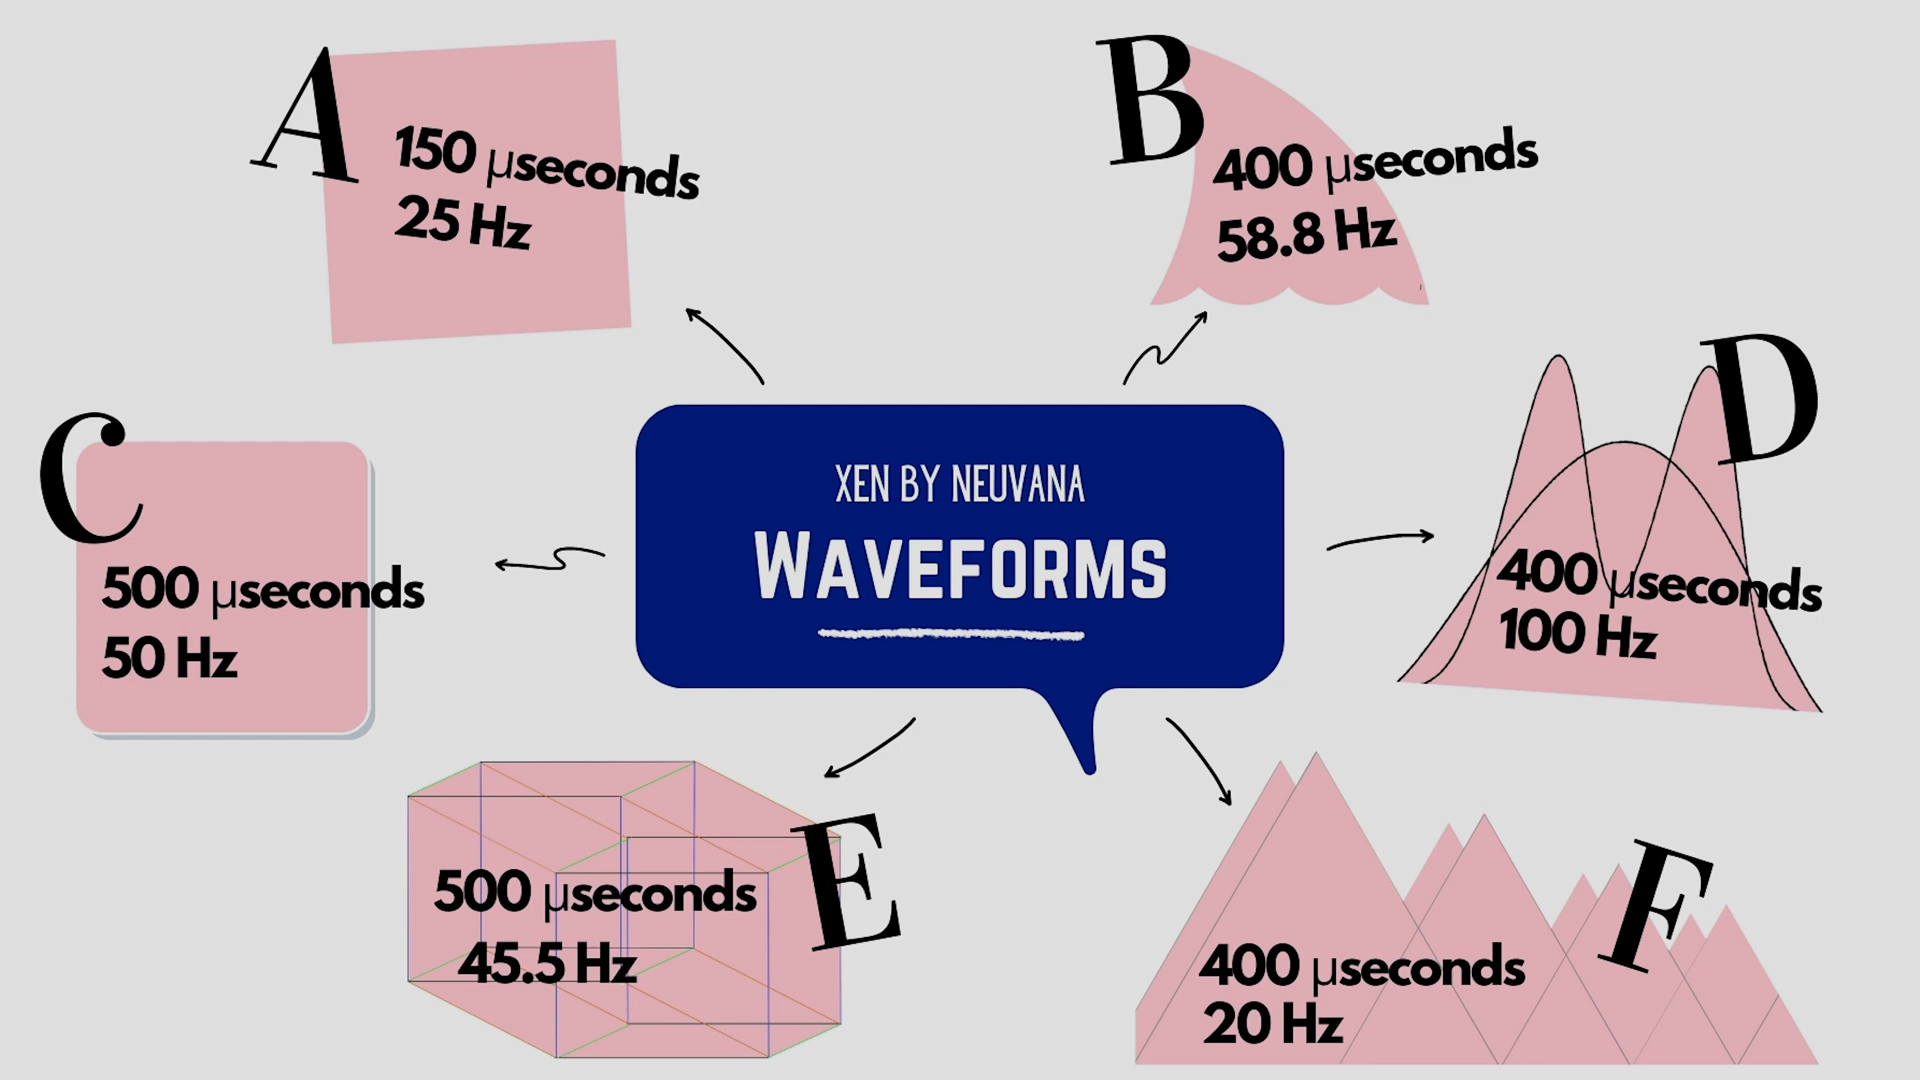 A
150 μseconds
25 Hz
B
400 μseconds
58.8 Hz
C
500 μseconds
50 Hz
XEN BY NEUVANA
WAVEFORMS
D
400 μseconds
100 Hz
E
500 μseconds
45.5 Hz
F
400 μseconds
20 Hz